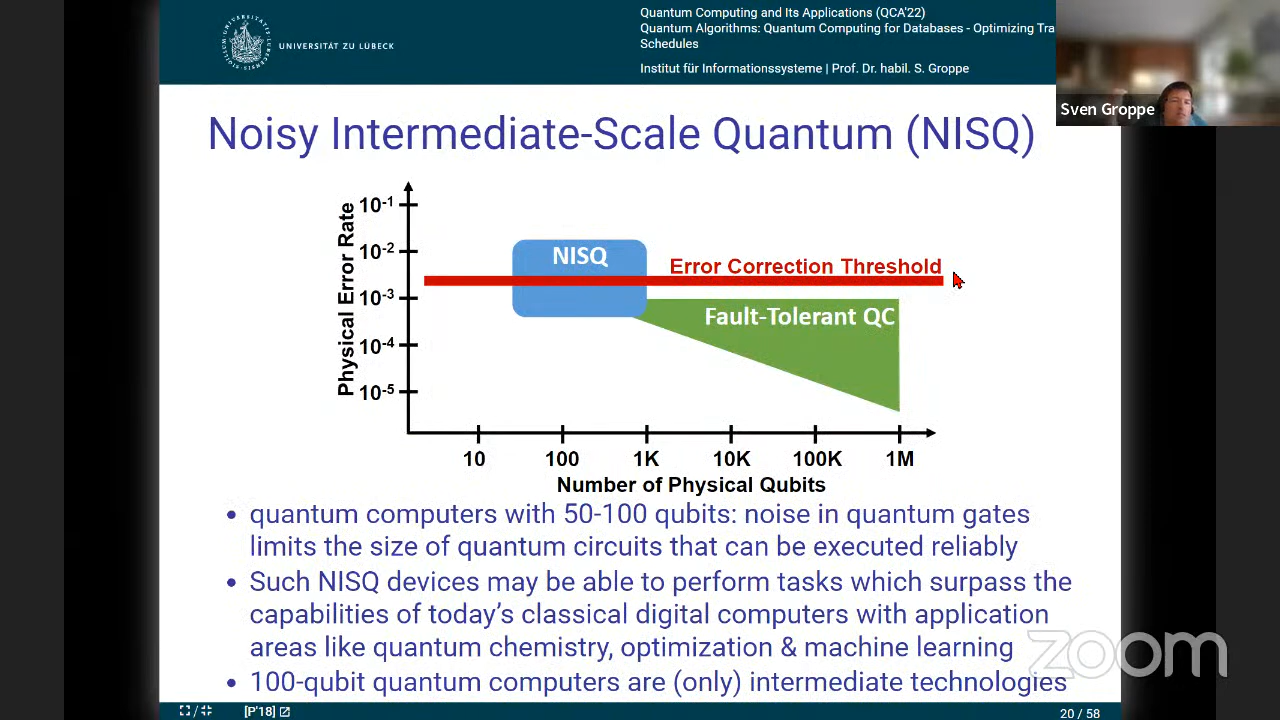 UNIVERSITÄT ZU LÜBECK
Quantum Computing and Its Applications (QCA'22)
Quantum Algorithms: Quantum Computing for Databases - Optimizing Tra
Schedules
Institut für Informationssysteme | Prof. Dr. habil. S. Groppe
Sven Groppe
Noisy Intermediate-Scale Quantum (NISQ)
Physical Error Rate
10-1
10-2
10-3
10-4
10-5
NISQ
Error Correction Threshold
Fault-Tolerant QC
10 100 1K 10K 100K 1M
Number of Physical Qubits
• quantum computers with 50-100 qubits: noise in quantum gates
limits the size of quantum circuits that can be executed reliably
• Such NISQ devices may be able to perform tasks which surpass the
capabilities of today's classical digital computers with application
areas like quantum chemistry, optimization & machine learning
• 100-qubit quantum computers are (only) intermediate technologies
zoom
[P'18]
20 / 58